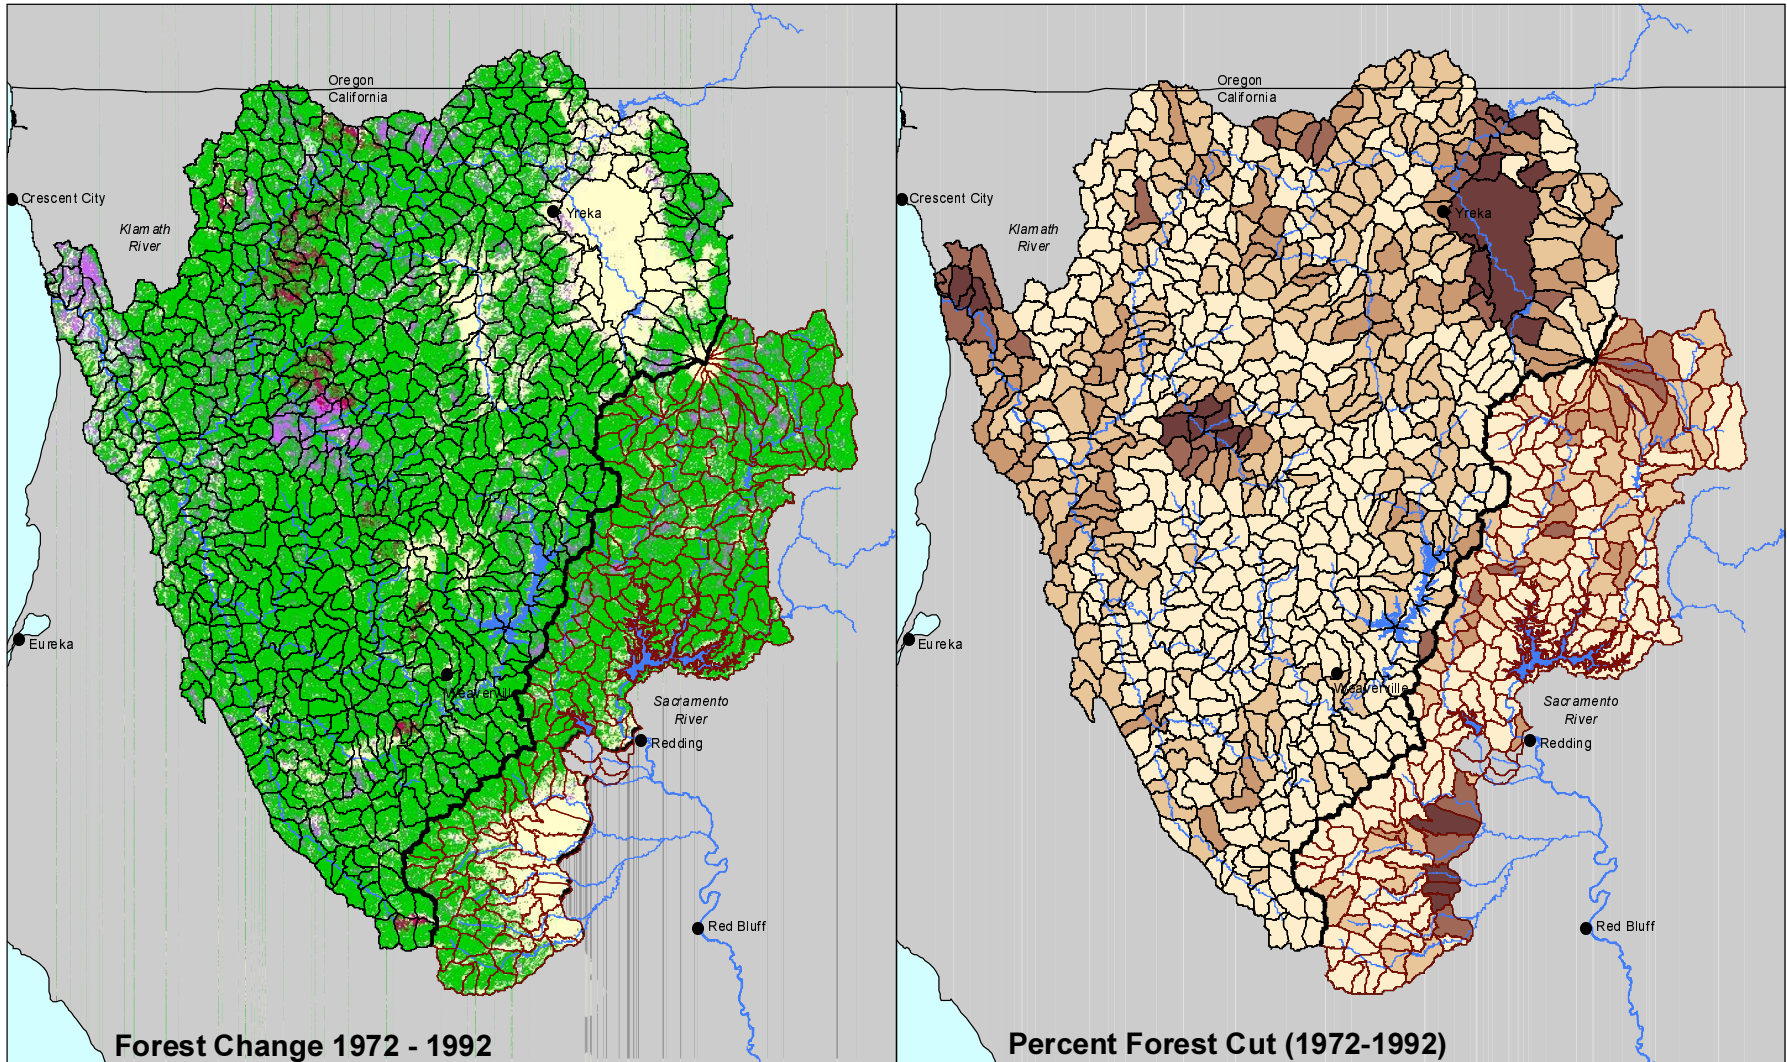 Oregon
California
Crescent City
Klamath
River
Yreka
Eureka
Weaverville
Sacramento
River
Redding
Red Bluff
Forest Change 1972 - 1992
Oregon
California
Crescent City
Klamath
River
Yreka
Eureka
Weaverville
Sacramento
River
Redding
Red Bluff
Percent Forest Cut (1972-1992)